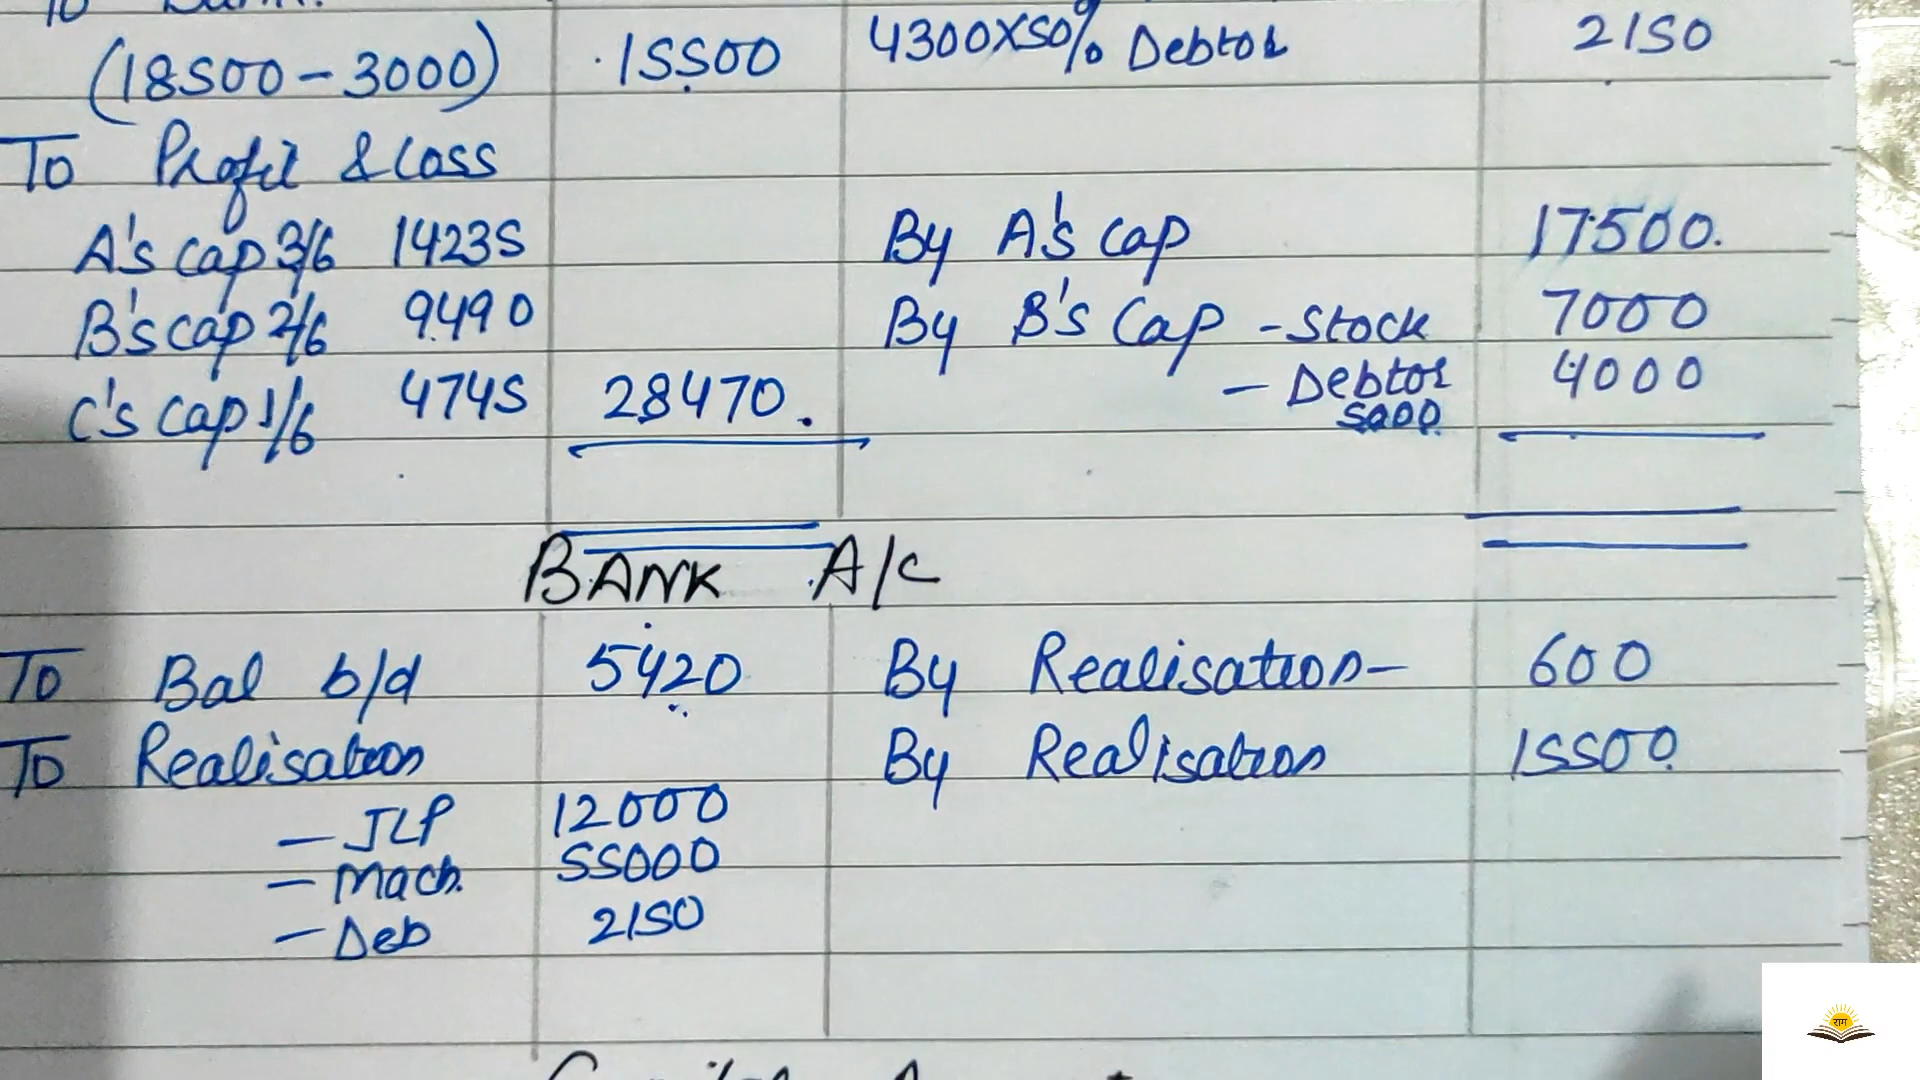 To Bank.
(18500-3000) 15500 4300X50% Debtor 2150
To Profit & Loss
A's cap 3/6 14235 By A's cap 17500.
B's cap 2/6 9490 By B's Cap - Stock 7000
- Debtor 4000
C's cap 1/6 4745 28470. 5000.
BANK A/C
To Bal b/d 5420 By Realisation- 600
To Realisation By Realisation 15500.
- JLP 12000
- Mach. 55000
- Deb 2150
राम